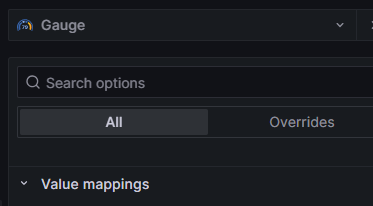 Gauge
Search options
All Overrides
Value mappings